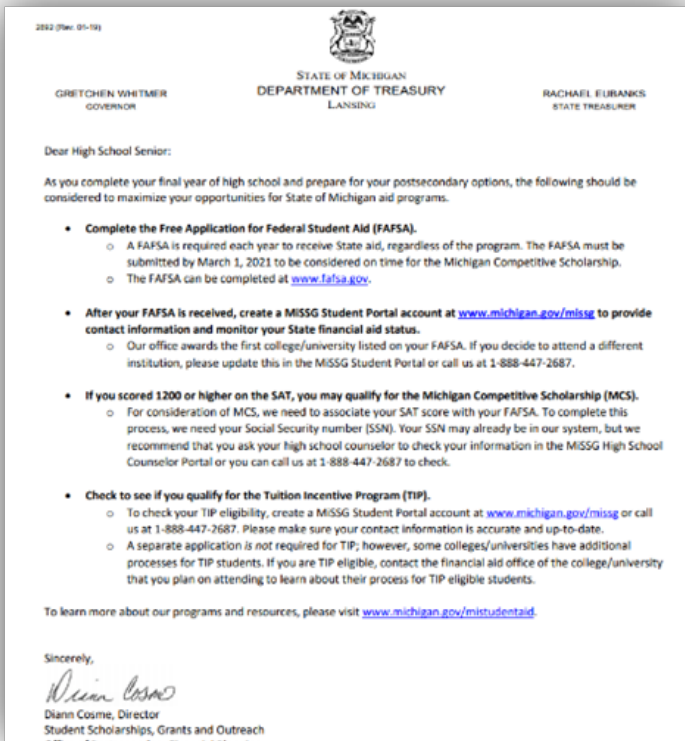 2892 (Rev. 01-19)
STATE OF MICHIGAN
GRETCHEN WHITMER DEPARTMENT OF TREASURY RACHAEL EUBANKS
GOVERNOR LANSING STATE TREASURER
Dear High School Senior:
As you complete your final year of high school and prepare for your postsecondary options, the following should be
considered to maximize your opportunities for State of Michigan aid programs.
• Complete the Free Application for Federal Student Aid (FAFSA).
o A FAFSA is required each year to receive State aid, regardless of the program. The FAFSA must be
submitted by March 1, 2021 to be considered on time for the Michigan Competitive Scholarship.
o The FAFSA can be completed at www.fafsa.gov.
• After your FAFSA is received, create a MiSSG Student Portal account at www.michigan.gov/missg to provide
contact information and monitor your State financial aid status.
o Our office awards the first college/university listed on your FAFSA. If you decide to attend a different
institution, please update this in the MiSSG Student Portal or call us at 1-888-447-2687.
• If you scored 1200 or higher on the SAT, you may qualify for the Michigan Competitive Scholarship (MCS).
o For consideration of MCS, we need to associate your SAT score with your FAFSA. To complete this
process, we need your Social Security number (SSN). Your SSN may already be in our system, but we
recommend that you ask your high school counselor to check your information in the MiSSG High School
Counselor Portal or you can call us at 1-888-447-2687 to check.
• Check to see if you qualify for the Tuition Incentive Program (TIP).
o To check your TIP eligibility, create a MiSSG Student Portal account at www.michigan.gov/missg or call
us at 1-888-447-2687. Please make sure your contact information is accurate and up-to-date.
o A separate application is not required for TIP; however, some colleges/universities have additional
processes for TIP students. If you are TIP eligible, contact the financial aid office of the college/university
that you plan on attending to learn about their process for TIP eligible students.
To learn more about our programs and resources, please visit www.michigan.gov/mistudentaid.
Sincerely,
Diann Cosme
Diann Cosme, Director
Student Scholarships, Grants and Outreach